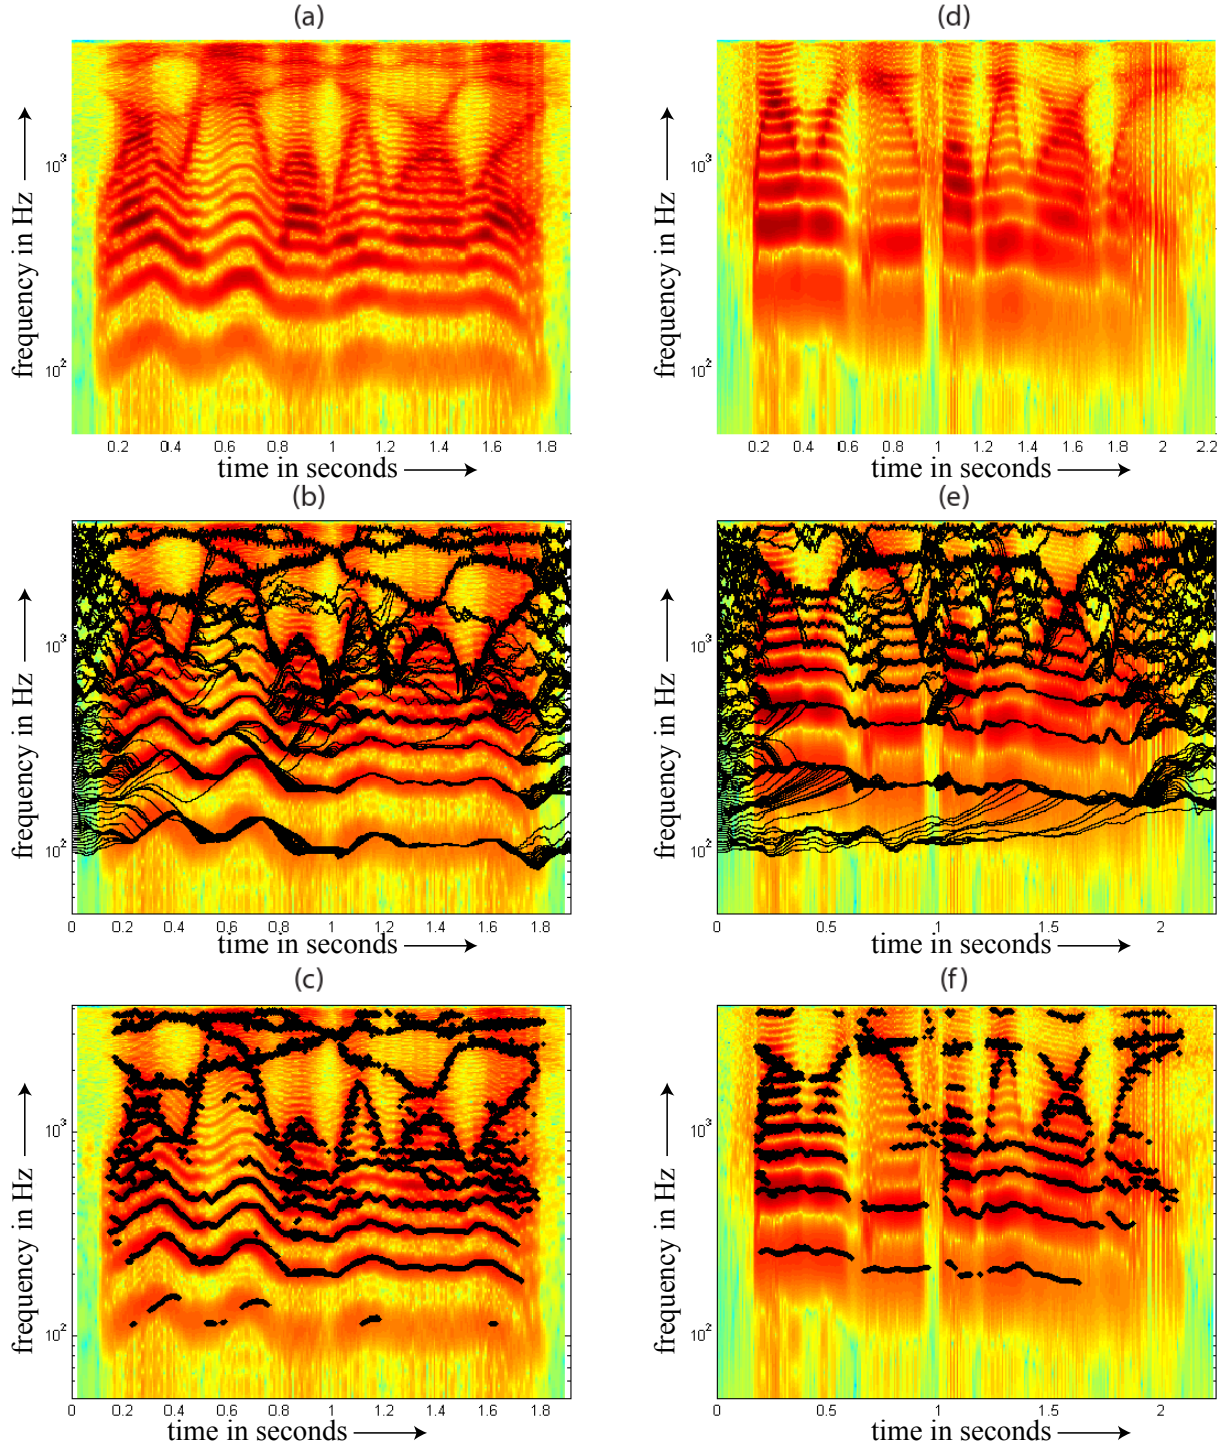 (a)
frequency in Hz
10³
10²
0.2 0.4 0.6 0.8 1 1.2 1.4 1.6 1.8
time in seconds
(d)
frequency in Hz
10³
10²
0.2 0.4 0.6 0.8 1 1.2 1.4 1.6 1.8 2 2.2
time in seconds
(b)
frequency in Hz
10³
10²
0 0.2 0.4 0.6 0.8 1 1.2 1.4 1.6 1.8
time in seconds
(e)
frequency in Hz
10³
10²
0 0.5 1 1.5 2
time in seconds
(c)
frequency in Hz
10³
10²
0 0.2 0.4 0.6 0.8 1 1.2 1.4 1.6 1.8
time in seconds
(f)
frequency in Hz
10³
10²
0 0.5 1 1.5 2
time in seconds